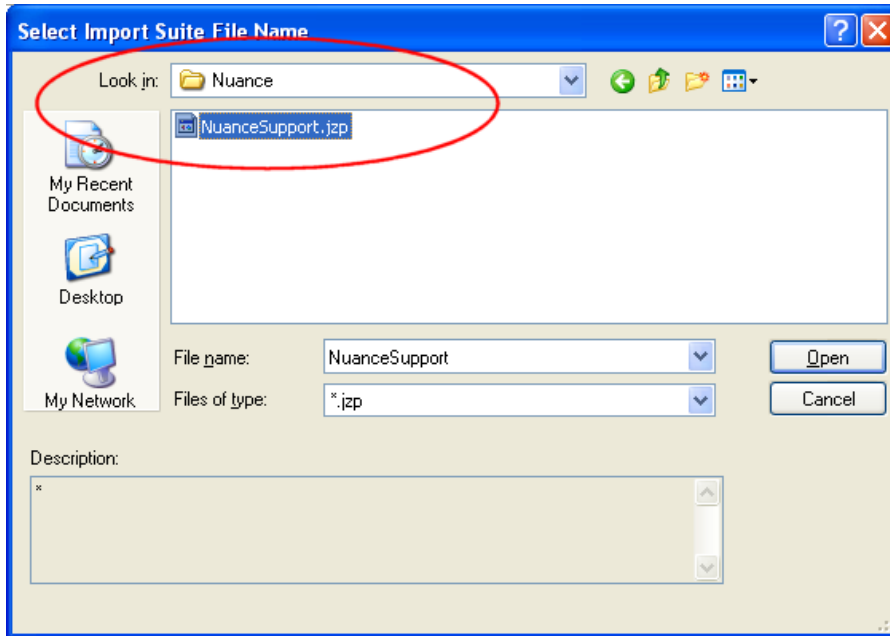 Select Import Suite File Name
Look in: Nuance
NuanceSupport.jzp
My Recent
Documents
Desktop
My Network
File name: NuanceSupport Open
Files of type: *.jzp Cancel
Description:
*